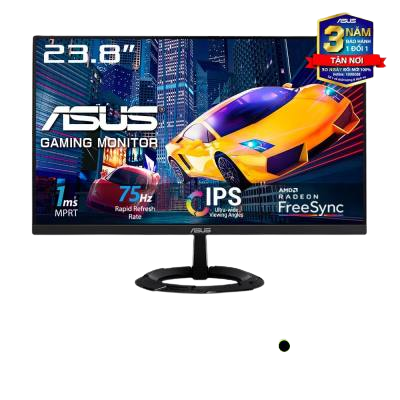 ASUS
3 NĂM
BẢO HÀNH
1 ĐỔI 1
TẬN NƠI
23.8"
ASUS
GAMING MONITOR
1ms
MPRT
75Hz
Rapid Refresh
Rate
IPS
Ultra-wide
Viewing Angles
AMD
RADEON
FreeSync
ASUS